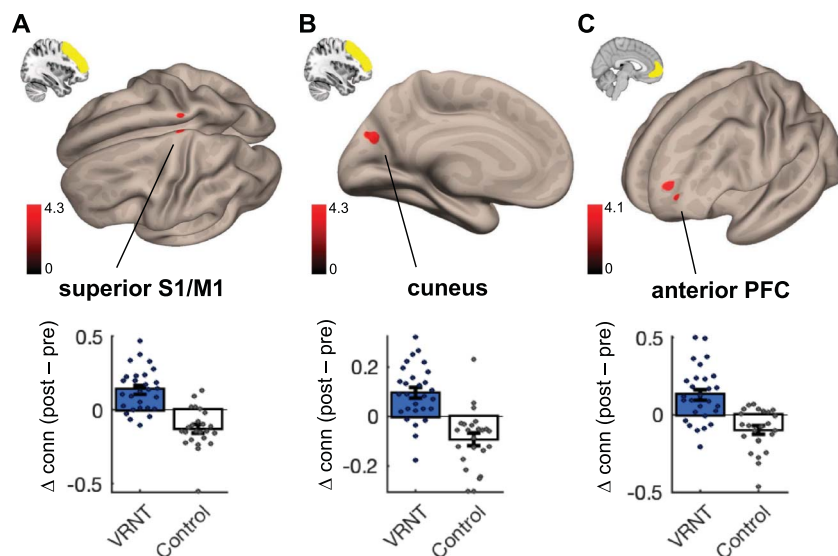 A
B
C
4.3
0
4.3
0
4.1
0
superior S1/M1
cuneus
anterior PFC
Δ conn (post – pre)
0.5
0
-0.5
VRNT
Control
Δ conn (post – pre)
0.2
0
-0.2
VRNT
Control
Δ conn (post – pre)
0.5
0
-0.5
VRNT
Control